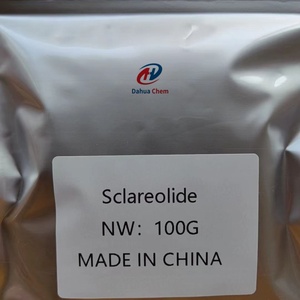 Dahua Chem
Sclareolide
NW: 100G
MADE IN CHINA